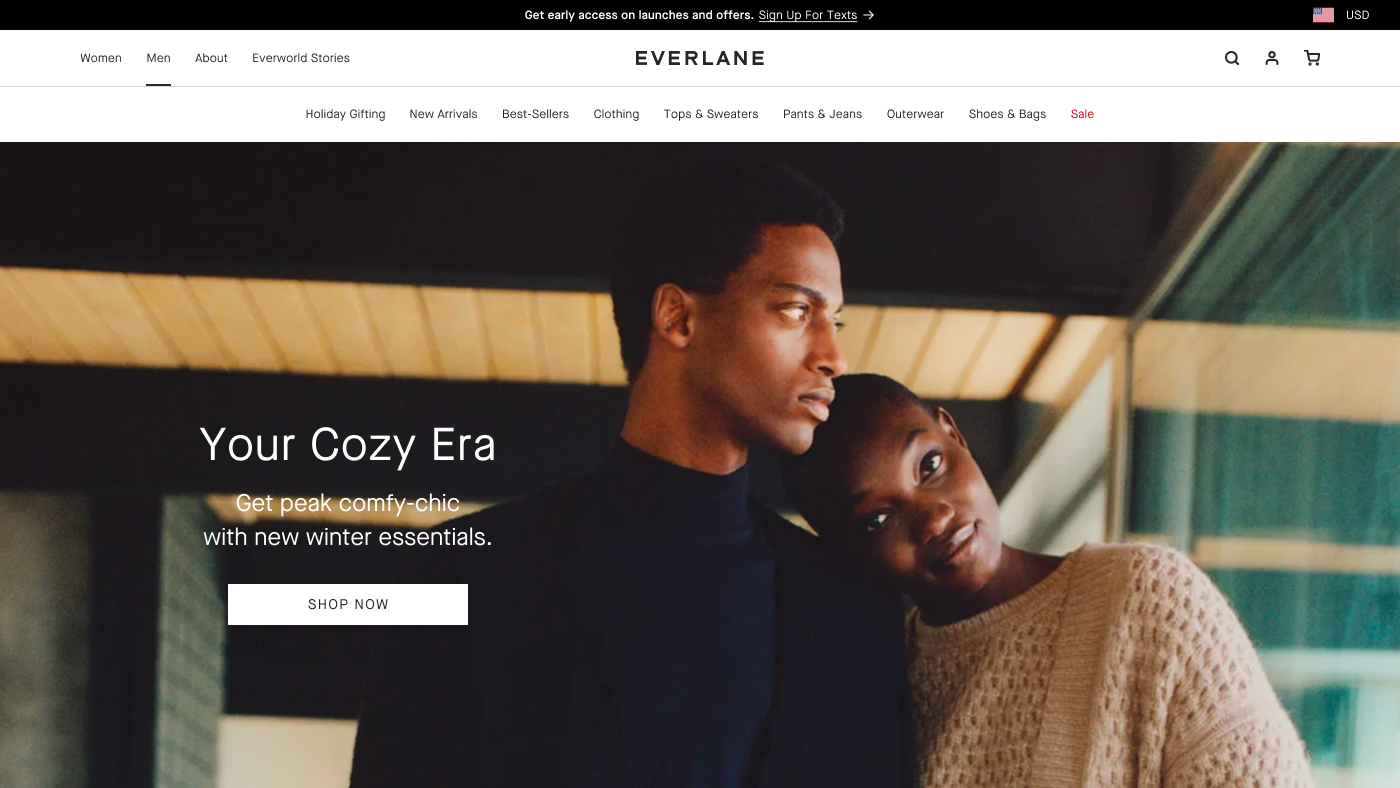 Get early access on launches and offers. Sign Up For Texts →
USD
Women Men About Everworld Stories
EVERLANE
Holiday Gifting New Arrivals Best-Sellers Clothing Tops & Sweaters Pants & Jeans Outerwear Shoes & Bags Sale
Your Cozy Era
Get peak comfy-chic
with new winter essentials.
SHOP NOW